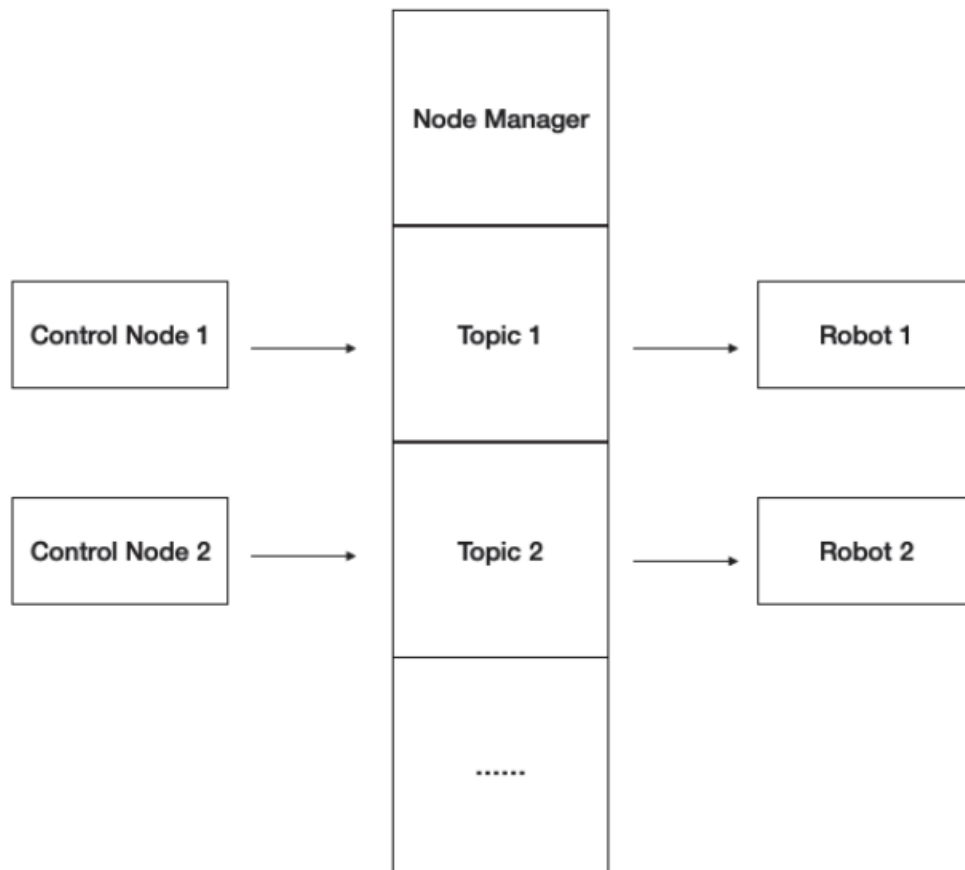 Node Manager
Control Node 1
Topic 1
Robot 1
Control Node 2
Topic 2
Robot 2
......